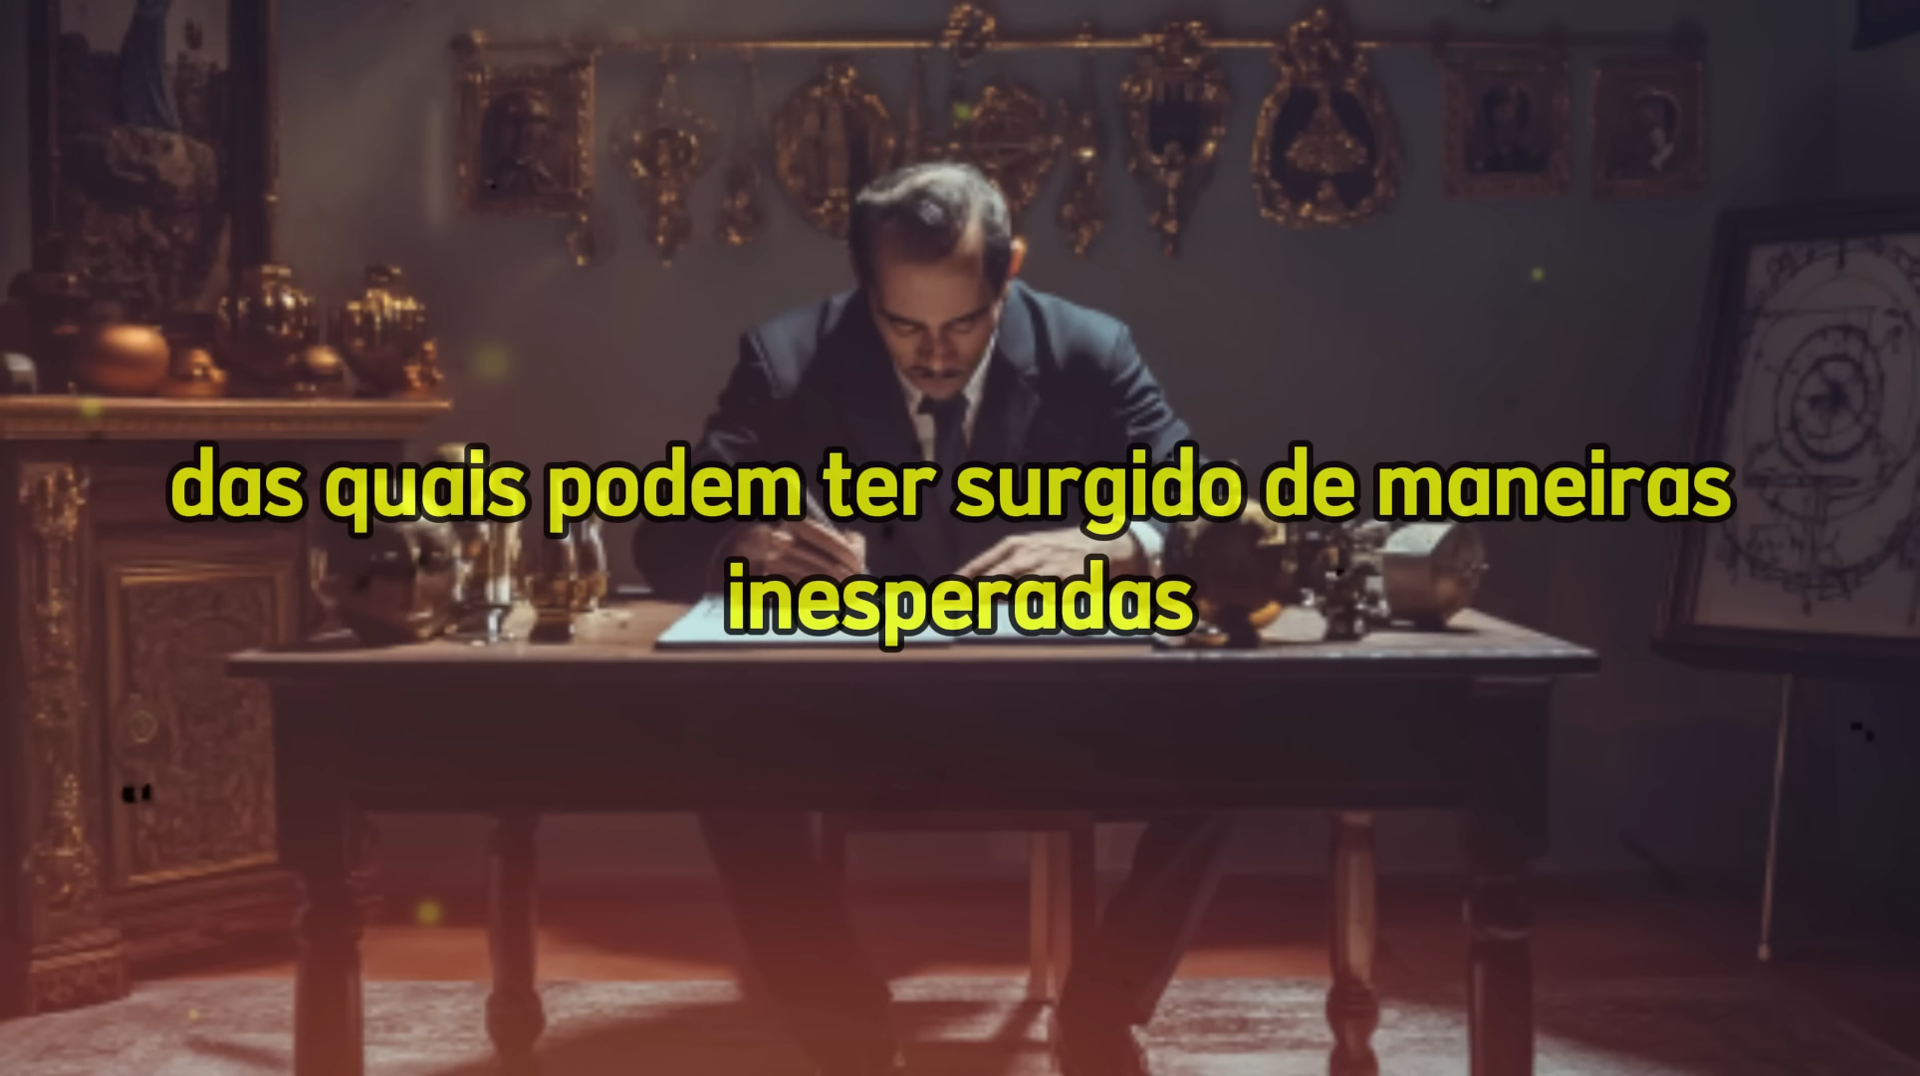 das quais podem ter surgido de maneiras
inesperadas